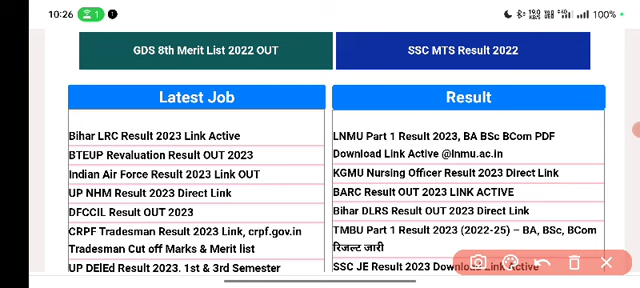 10:26
1
100%
GDS 8th Merit List 2022 OUT
SSC MTS Result 2022
Latest Job
Bihar LRC Result 2023 Link Active
BTEUP Revaluation Result OUT 2023
Indian Air Force Result 2023 Link OUT
UP NHM Result 2023 Direct Link
DFCCIL Result OUT 2023
CRPF Tradesman Result 2023 Link, crpf.gov.in
Tradesman Cut off Marks & Merit list
UP DElEd Result 2023, 1st & 3rd Semester
Result
LNMU Part 1 Result 2023, BA BSc BCom PDF
Download Link Active @lnmu.ac.in
KGMU Nursing Officer Result 2023 Direct Link
BARC Result OUT 2023 LINK ACTIVE
Bihar DLRS Result OUT 2023 Direct Link
TMBU Part 1 Result 2023 (2022-25) – BA, BSc, BCom
रिजल्ट जारी
SSC JE Result 2023 Download Link Active